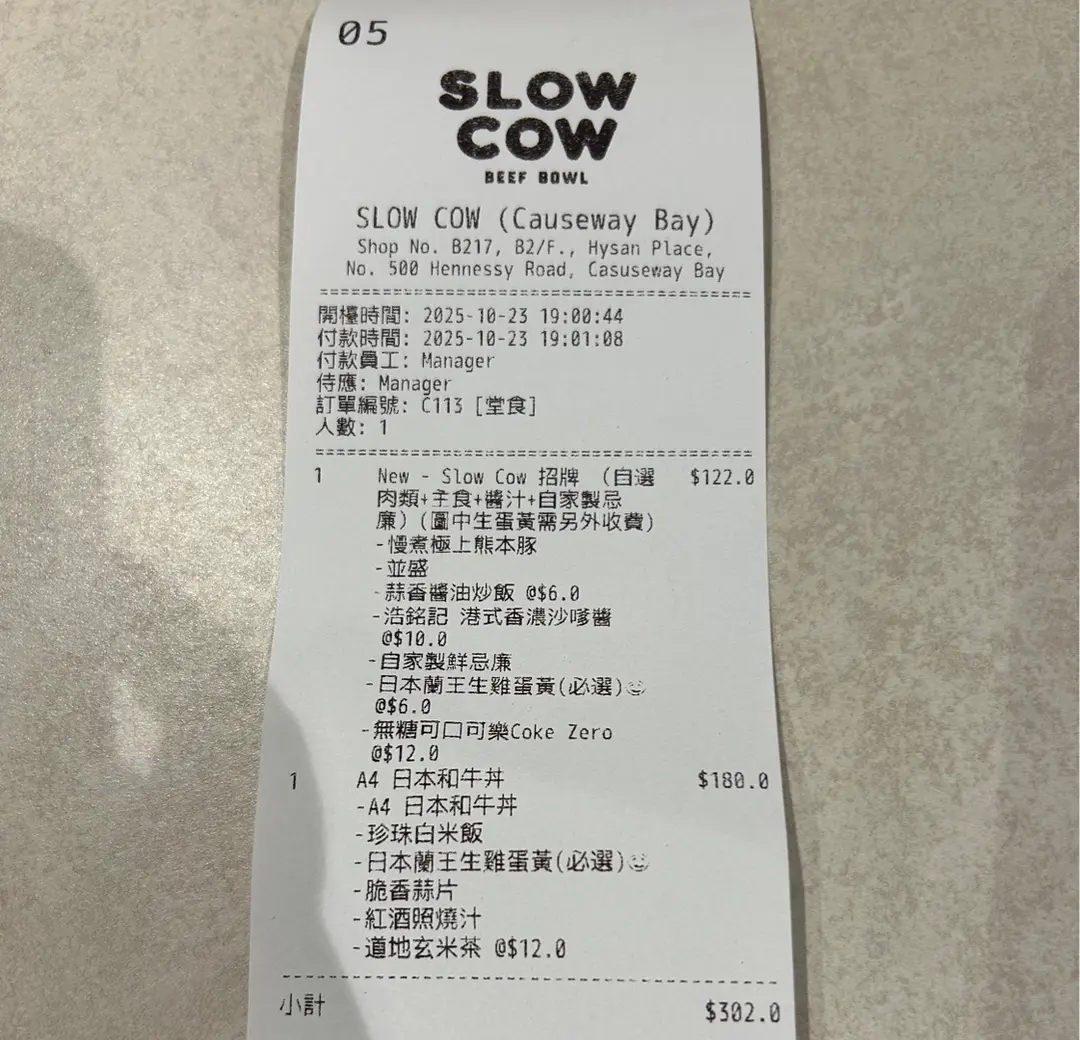 05
SLOW
COW
BEEF BOWL
SLOW COW (Causeway Bay)
Shop No. B217, B2/F., Hysan Place,
No. 500 Hennessy Road, Casuseway Bay
開檯時間: 2025-10-23 19:00:44
付款時間: 2025-10-23 19:01:08
付款員工: Manager
侍應: Manager
訂單編號: C113 [堂食]
人數: 1
1 New - Slow Cow 招牌 (自選 $122.0
肉類+主食+醬汁+自家製忌
廉)(圖中生蛋黃需另外收費)
-慢煮極上熊本豚
-並盛
-蒜香醬油炒飯 @$6.0
-浩銘記 港式香濃沙嗲醬
@$10.0
-自家製鮮忌廉
-日本蘭王生雞蛋黃(必選)😊
@$6.0
-無糖可口可樂Coke Zero
@$12.0
1 A4 日本和牛丼 $180.0
-A4 日本和牛丼
-珍珠白米飯
-日本蘭王生雞蛋黃(必選)😊
-脆香蒜片
-紅酒照燒汁
-道地玄米茶 @$12.0
小計 $302.0